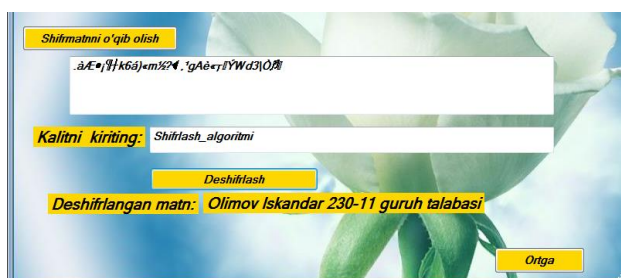 Shifrmatnni o'qib olish
Kalitni kiriting: Shifrlash_algoritmi
Deshifrlash
Deshifrlangan matn: Olimov Iskandar 230-11 guruh talabasi
Ortga